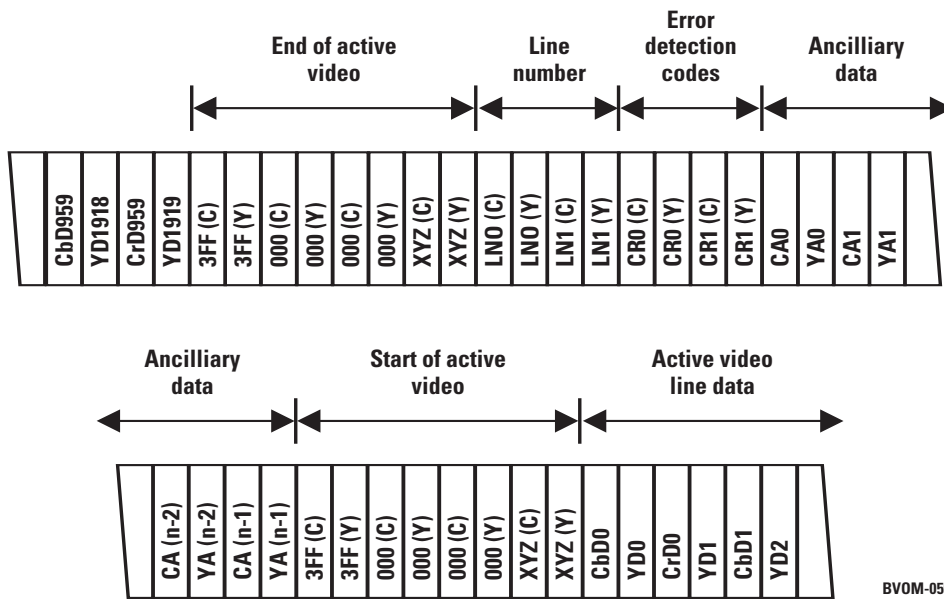 End of active
video
Line
number
Error
detection
codes
Ancilliary
data
CbD959
YD1918
CrD959
YD1919
3FF (C)
3FF (Y)
000 (C)
000 (Y)
000 (C)
000 (Y)
XYZ (C)
XYZ (Y)
LNO (C)
LNO (Y)
LN1 (C)
LN1 (Y)
CR0 (C)
CR0 (Y)
CR1 (C)
CR1 (Y)
CA0
YA0
CA1
YA1
Ancilliary
data
Start of active
video
Active video
line data
CA (n-2)
YA (n-2)
CA (n-1)
YA (n-1)
3FF (C)
3FF (Y)
000 (C)
000 (Y)
000 (C)
000 (Y)
XYZ (C)
XYZ (Y)
CbD0
YD0
CrD0
YD1
CbD1
YD2
BVOM-05